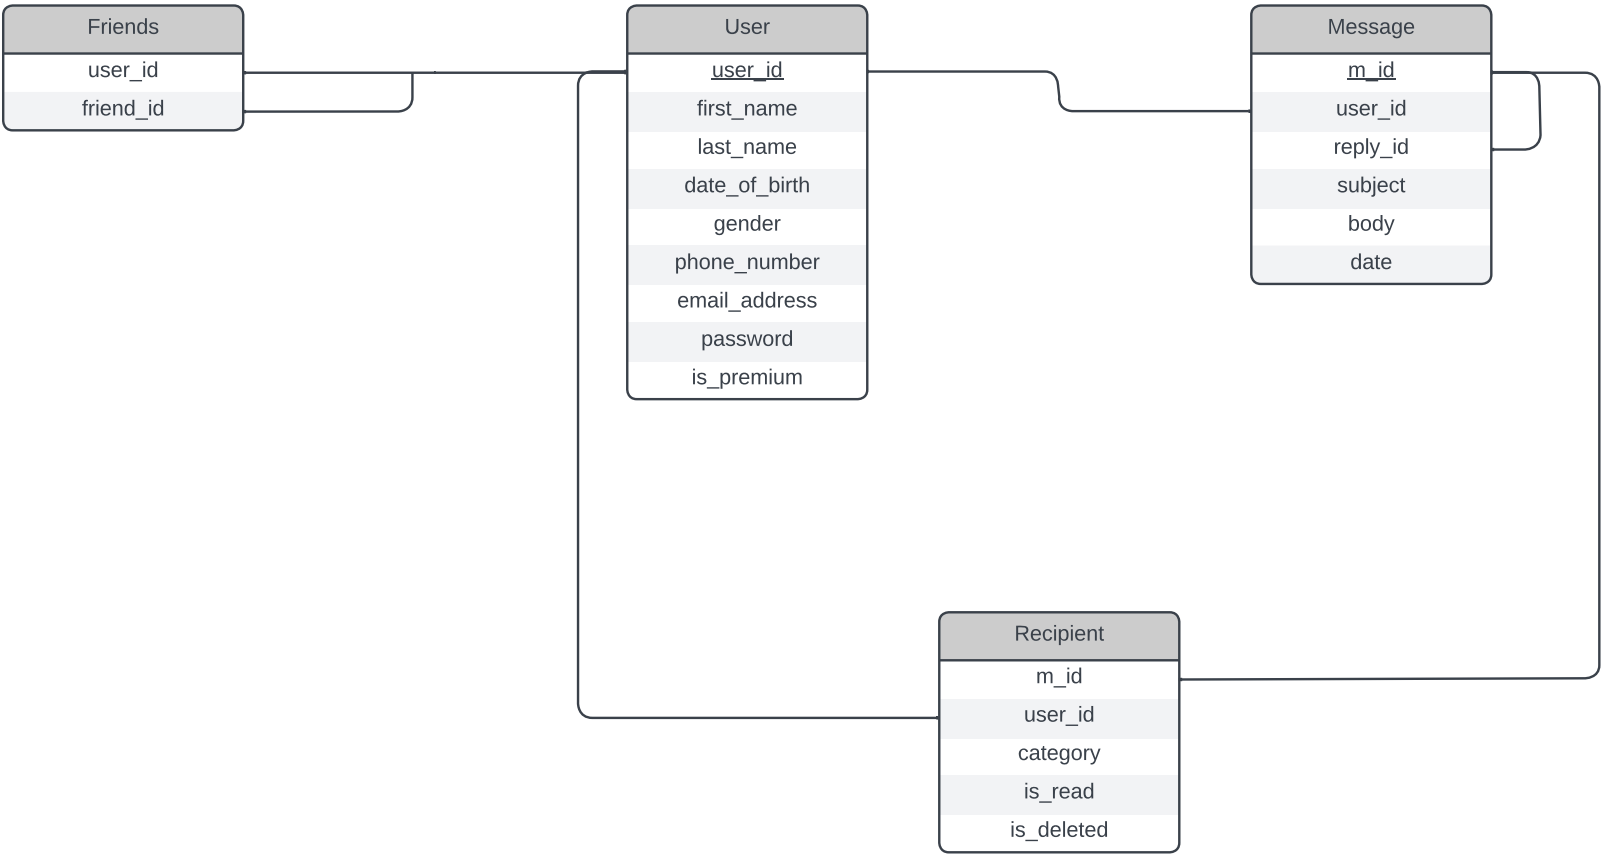 Friends
user_id
friend_id
User
user_id
first_name
last_name
date_of_birth
gender
phone_number
email_address
password
is_premium
Message
m_id
user_id
reply_id
subject
body
date
Recipient
m_id
user_id
category
is_read
is_deleted